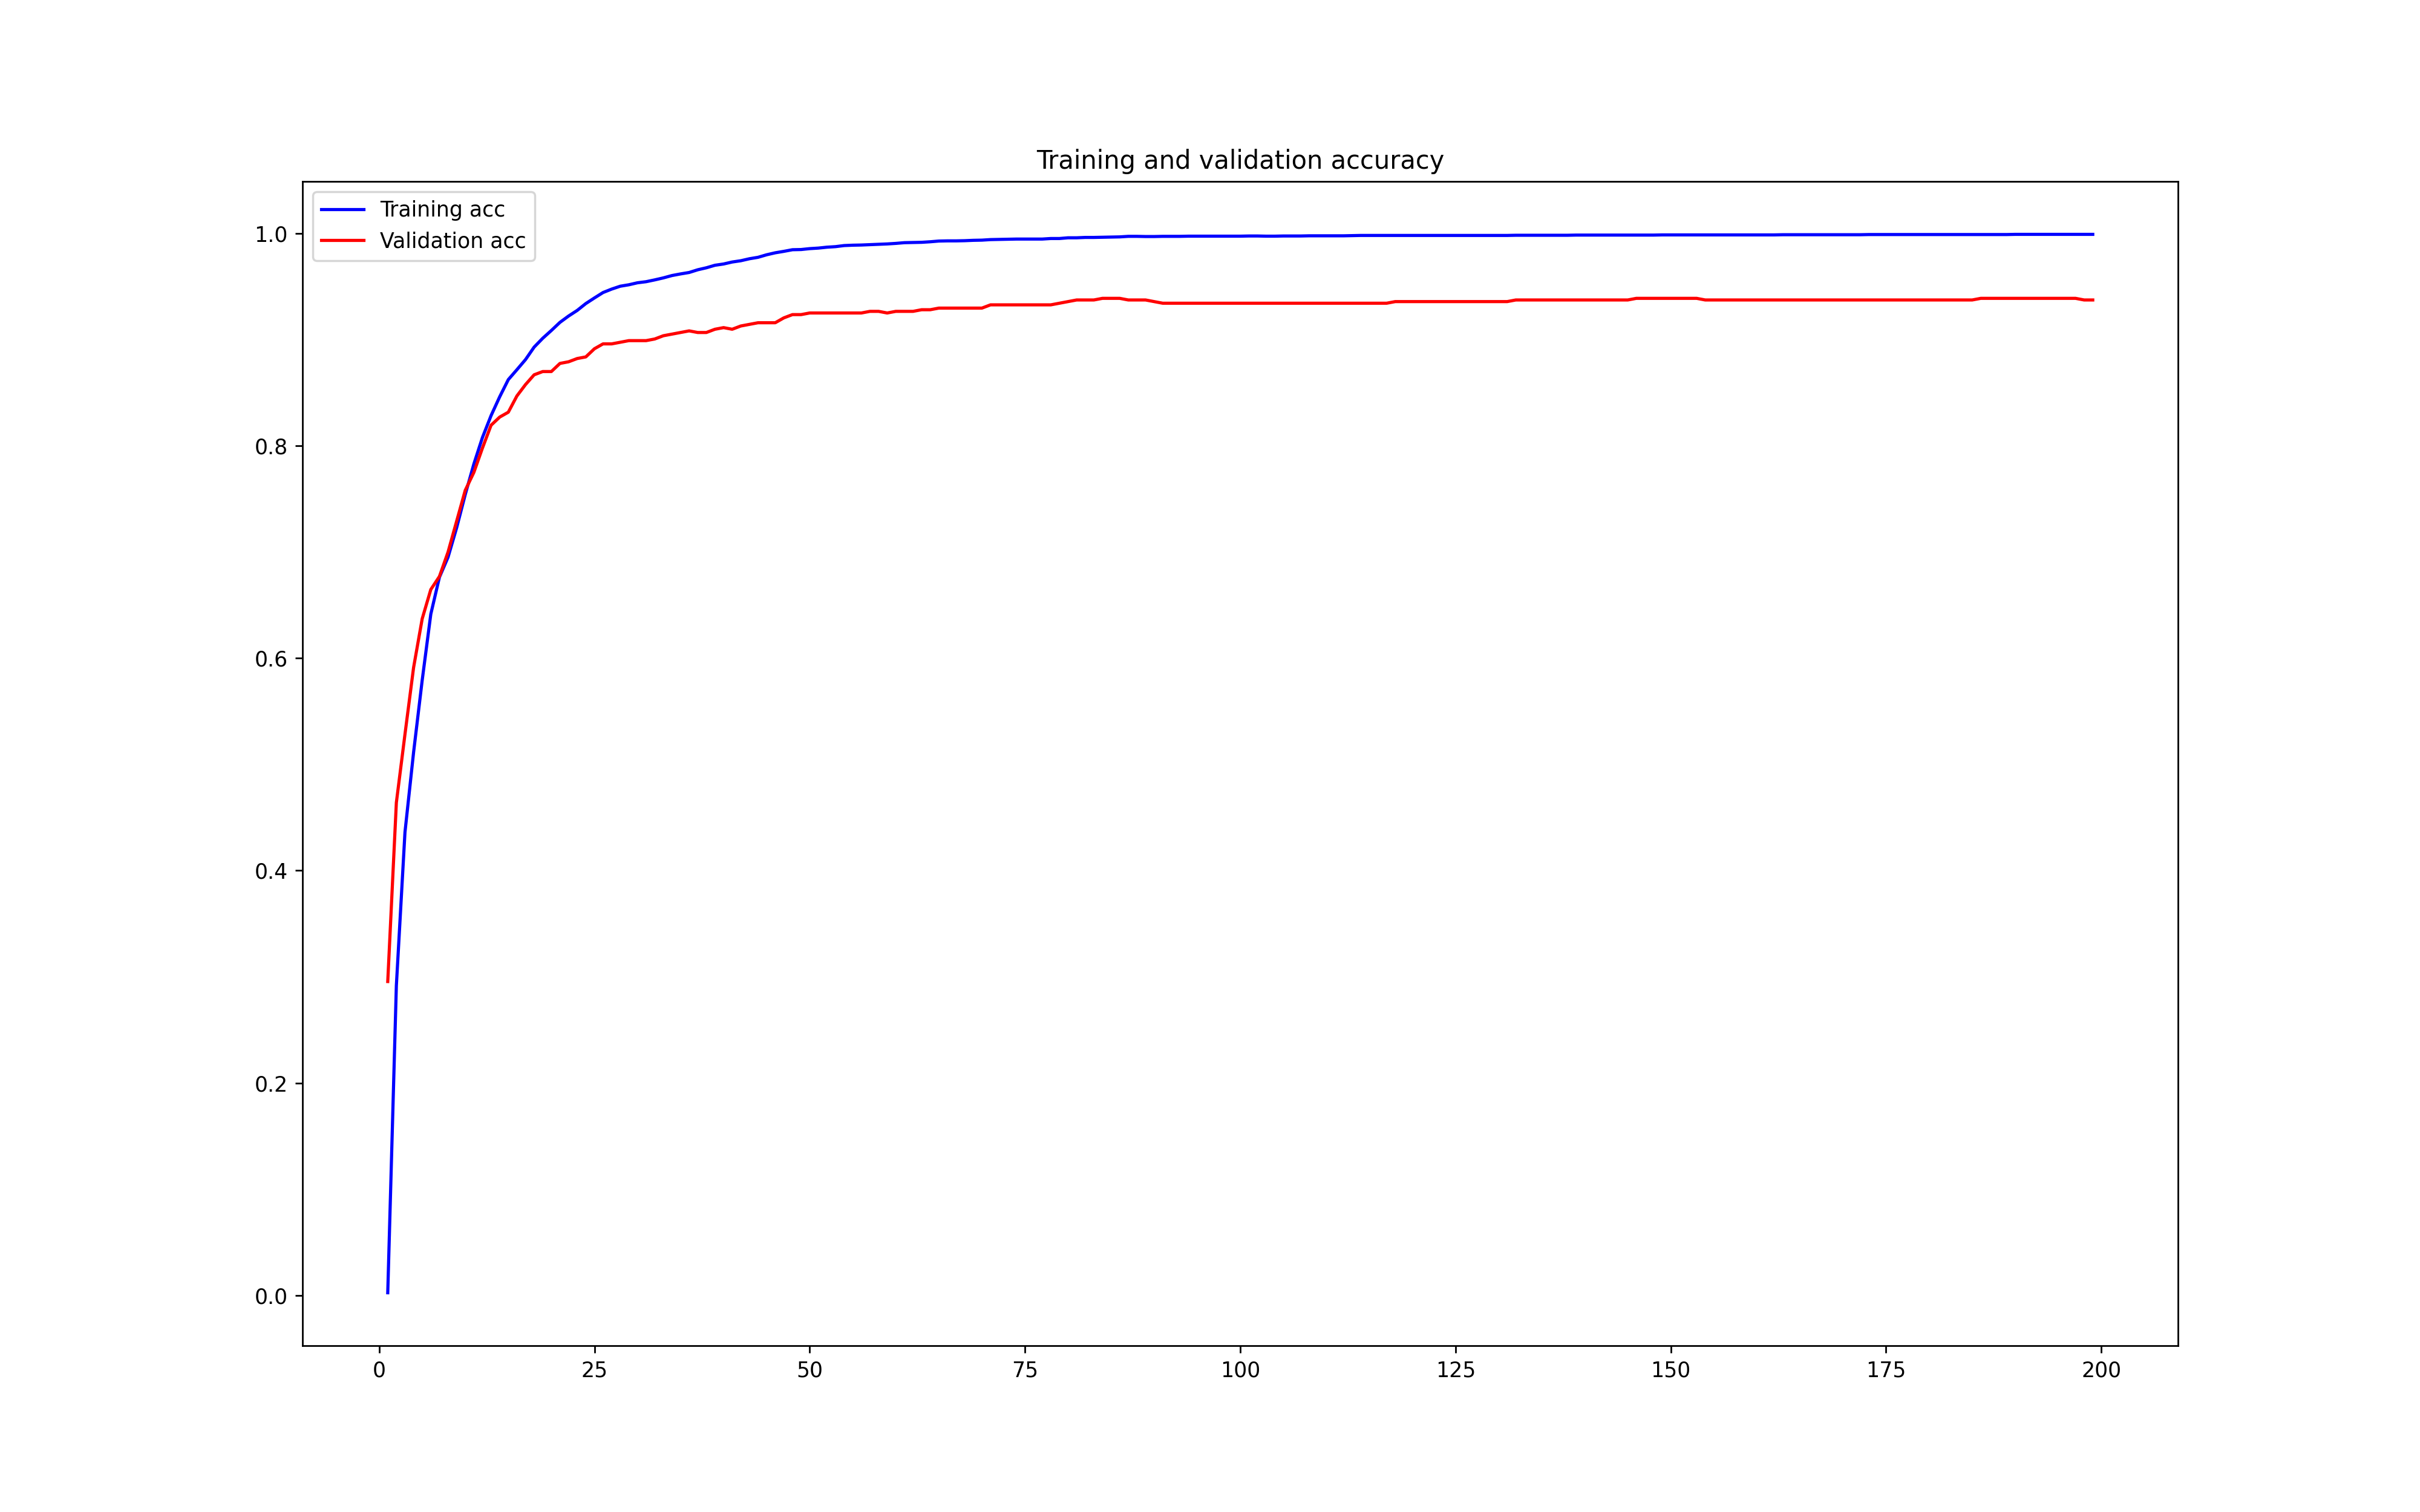 Training and validation accuracy
Training acc
Validation acc
1.0
0.8
0.6
0.4
0.2
0.0
0 25 50 75 100 125 150 175 200